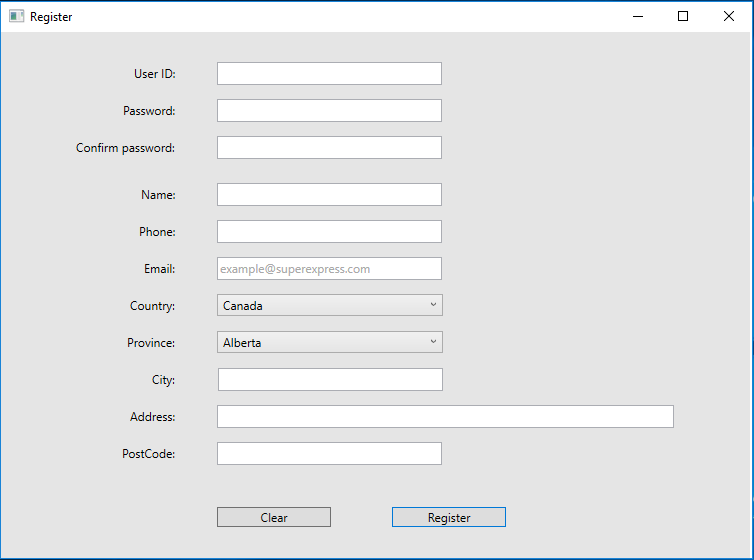 Register
User ID:
Password:
Confirm password:
Name:
Phone:
Email: example@superexpress.com
Country: Canada
Province: Alberta
City:
Address:
PostCode:
Clear Register